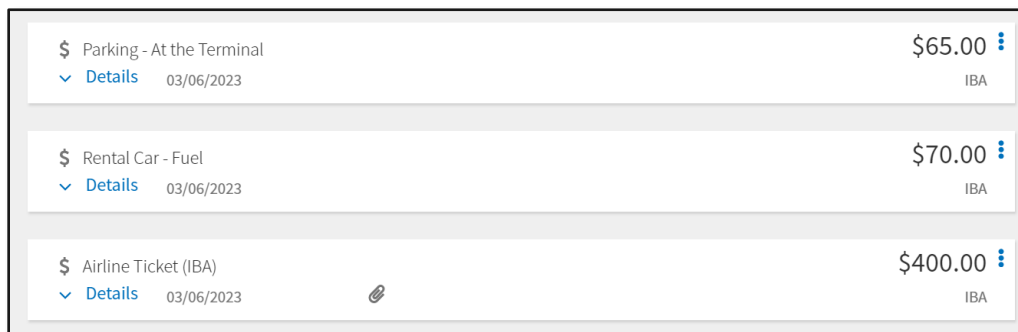 $ Parking - At the Terminal $65.00
Details 03/06/2023 IBA
$ Rental Car - Fuel $70.00
Details 03/06/2023 IBA
$ Airline Ticket (IBA) $400.00
Details 03/06/2023 IBA